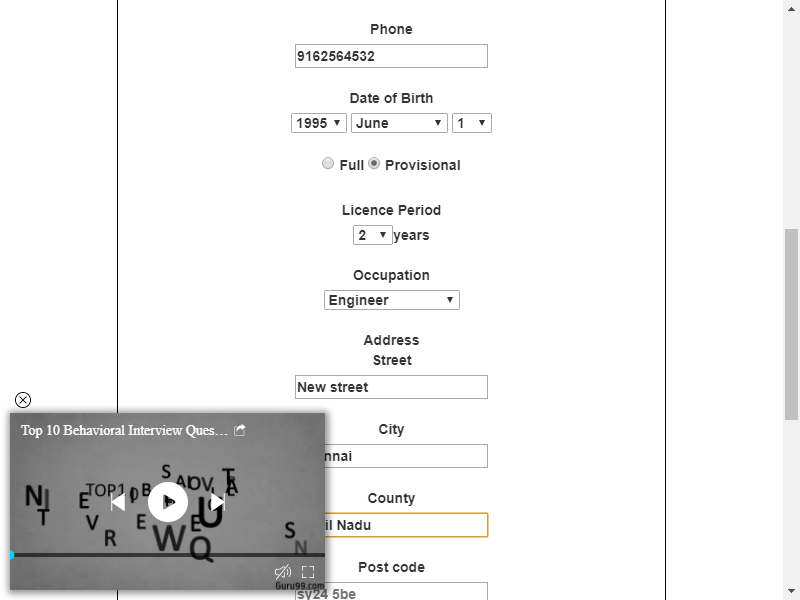 Phone
9162564532
Date of Birth
1995 June 1
Full Provisional
Licence Period
2 years
Occupation
Engineer
Address
Street
New street
City
nnai
County
il Nadu
Post code
sy24 5be
Top 10 Behavioral Interview Ques…
Guru99.com